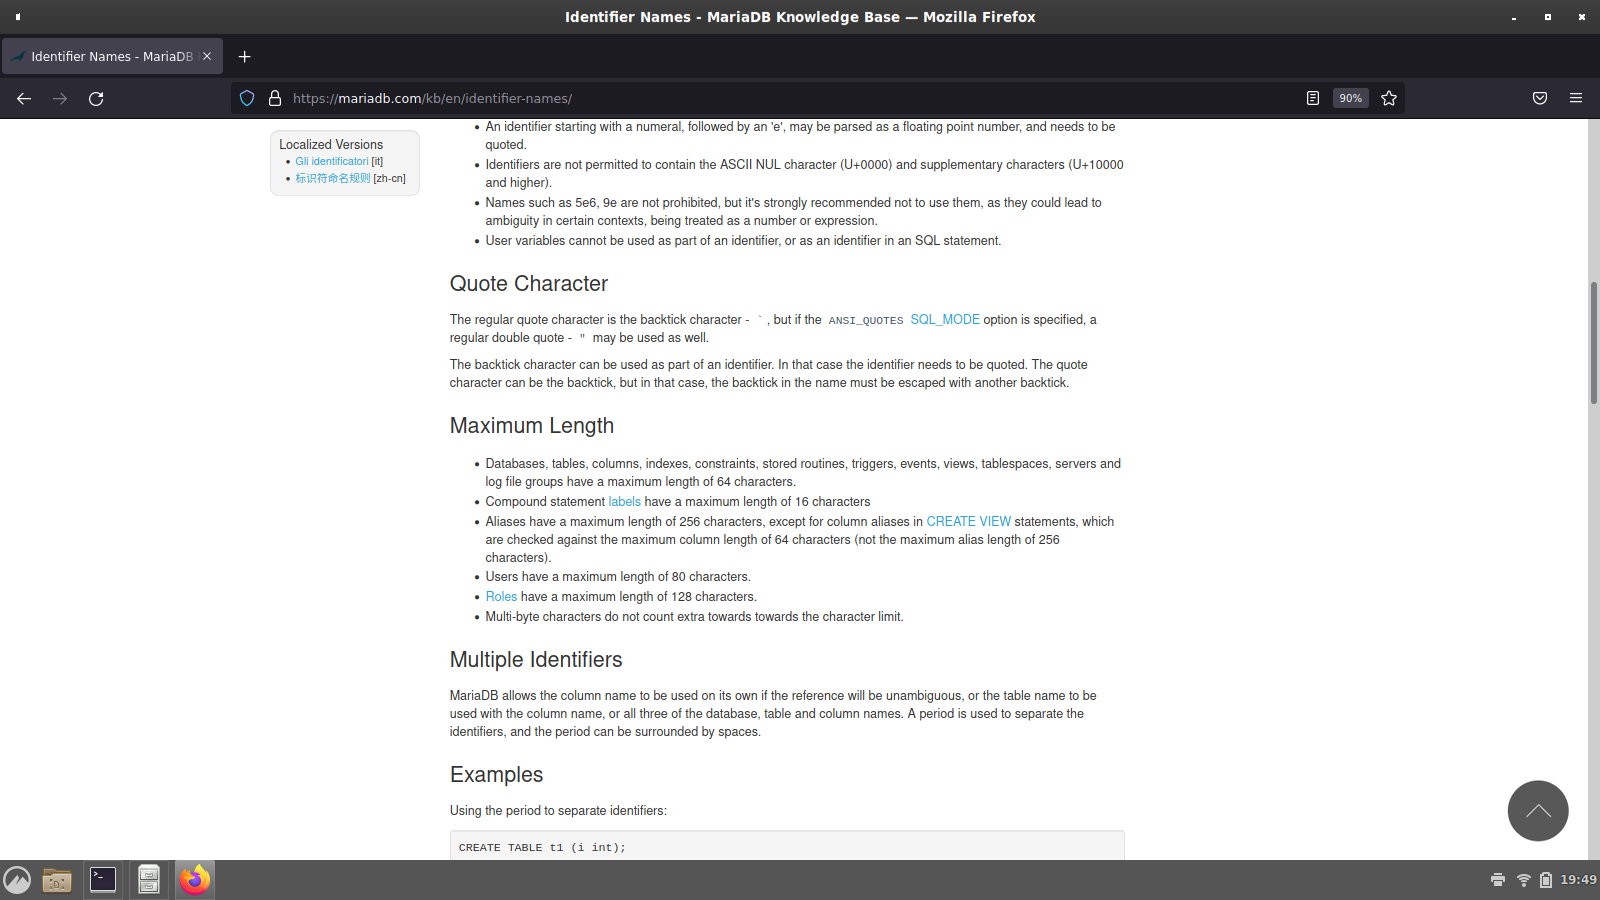 Identifier Names - MariaDB Knowledge Base — Mozilla Firefox
Identifier Names - MariaDB
https://mariadb.com/kb/en/identifier-names/
90%
Localized Versions
Gli identificatori [it]
标识符命名规则 [zh-cn]
An identifier starting with a numeral, followed by an 'e', may be parsed as a floating point number, and needs to be
quoted.
Identifiers are not permitted to contain the ASCII NUL character (U+0000) and supplementary characters (U+10000
and higher).
Names such as 5e6, 9e are not prohibited, but it's strongly recommended not to use them, as they could lead to
ambiguity in certain contexts, being treated as a number or expression.
User variables cannot be used as part of an identifier, or as an identifier in an SQL statement.
Quote Character
The regular quote character is the backtick character - ` , but if the ANSI_QUOTES SQL_MODE option is specified, a
regular double quote - " may be used as well.
The backtick character can be used as part of an identifier. In that case the identifier needs to be quoted. The quote
character can be the backtick, but in that case, the backtick in the name must be escaped with another backtick.
Maximum Length
Databases, tables, columns, indexes, constraints, stored routines, triggers, events, views, tablespaces, servers and
log file groups have a maximum length of 64 characters.
Compound statement labels have a maximum length of 16 characters
Aliases have a maximum length of 256 characters, except for column aliases in CREATE VIEW statements, which
are checked against the maximum column length of 64 characters (not the maximum alias length of 256
characters).
Users have a maximum length of 80 characters.
Roles have a maximum length of 128 characters.
Multi-byte characters do not count extra towards towards the character limit.
Multiple Identifiers
MariaDB allows the column name to be used on its own if the reference will be unambiguous, or the table name to be
used with the column name, or all three of the database, table and column names. A period is used to separate the
identifiers, and the period can be surrounded by spaces.
Examples
Using the period to separate identifiers:
CREATE TABLE t1 (i int);
19:49